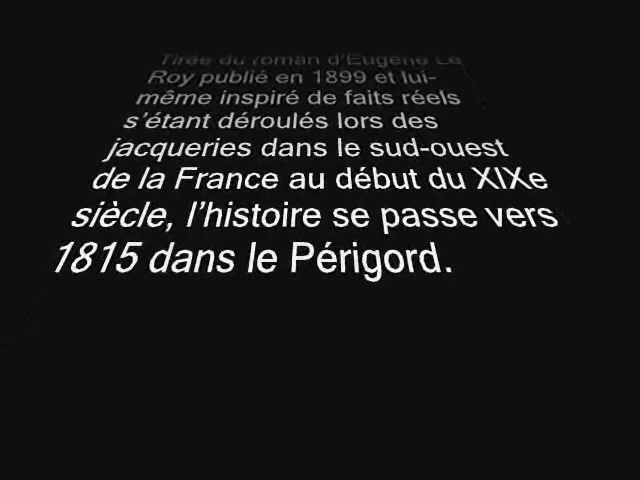 Tirée du roman d'Eugène Le
Roy publié en 1899 et lui-
même inspiré de faits réels
s'étant déroulés lors des
jacqueries dans le sud-ouest
de la France au début du XIXe
siècle, l'histoire se passe vers
1815 dans le Périgord.